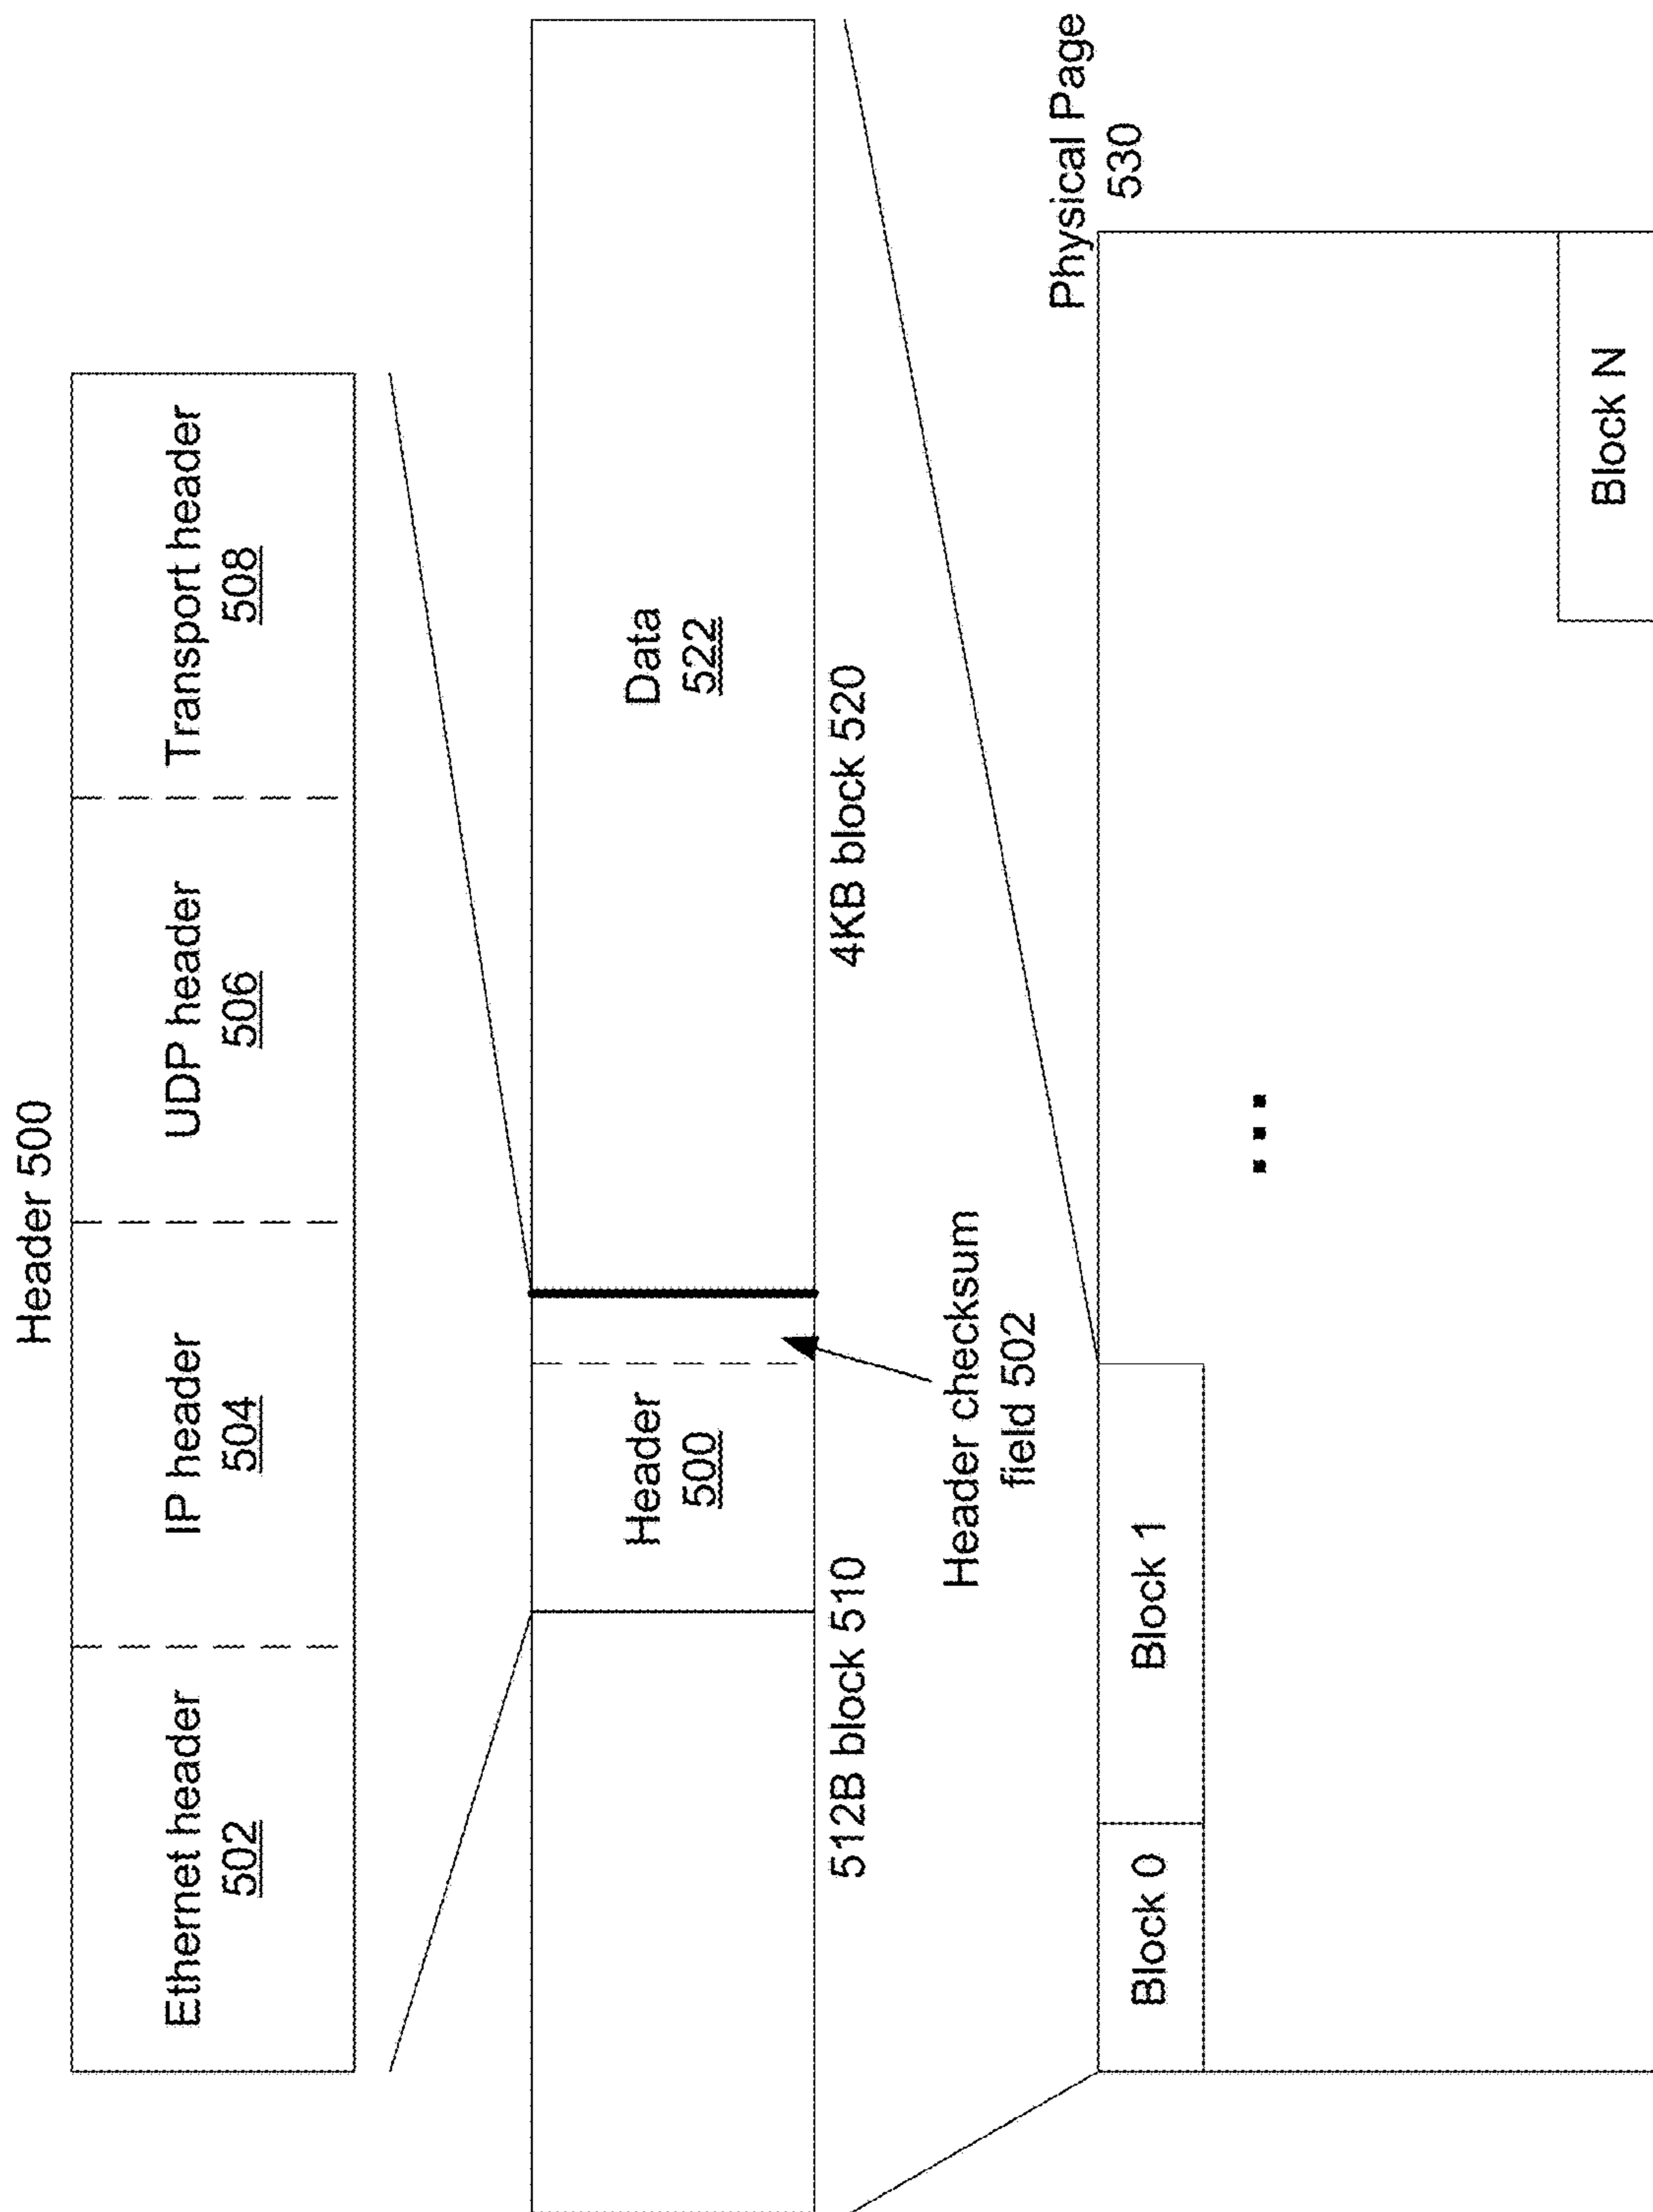 Header 500
Ethernet header
502
IP header
504
UDP header
506
Transport header
508
Header
500
Data
522
512B block 510
4KB block 520
Header checksum
field 502
Physical Page
530
Block 0
Block 1
Block N